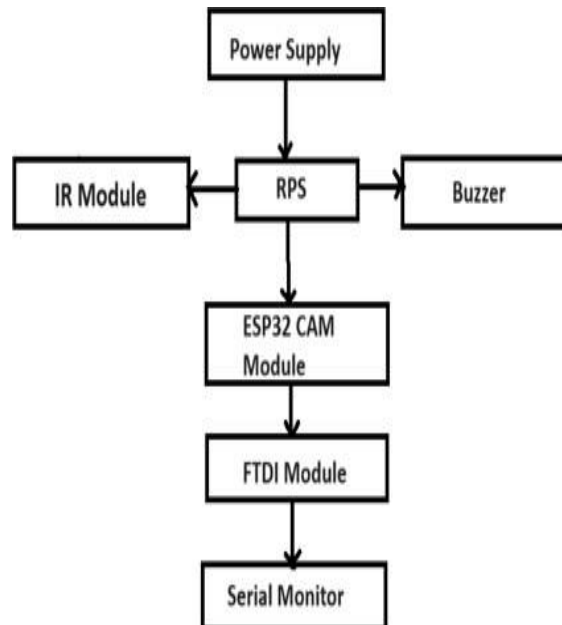 Power Supply
IR Module
RPS
Buzzer
ESP32 CAM
Module
FTDI Module
Serial Monitor